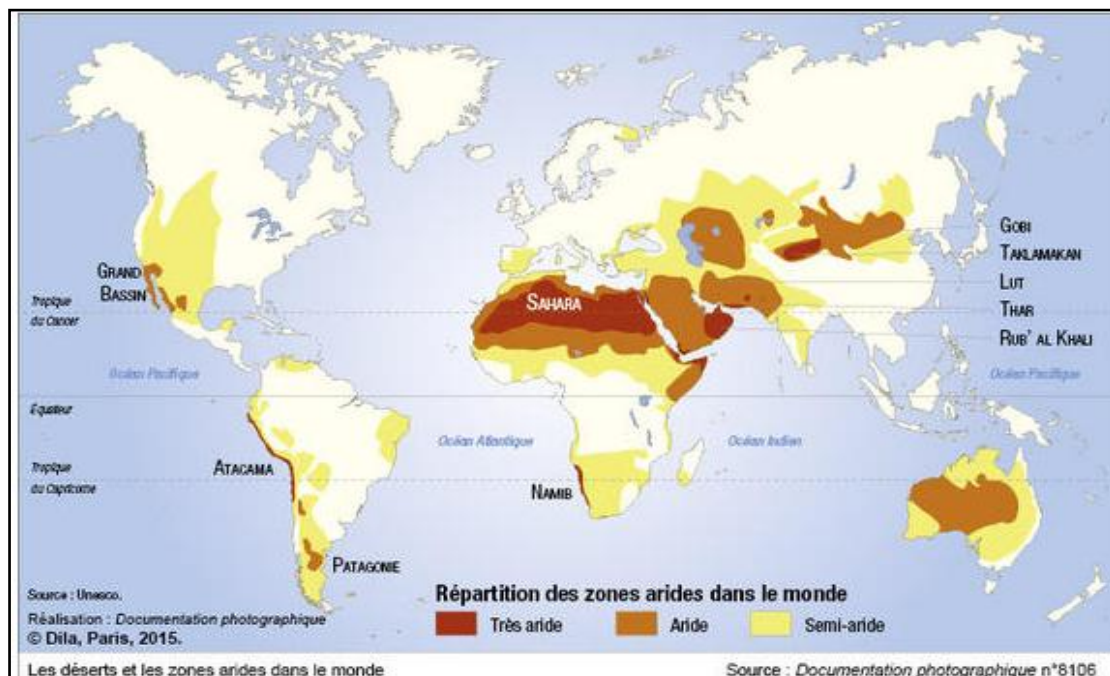 GOBI
TAKLAMAKAN
LUT
THAR
RUB' AL KHALI
GRAND
BASSIN
SAHARA
Tropique
du Cancer
Océan Pacifique
Océan Pacifique
Équateur
Océan Atlantique
Océan Indien
ATACAMA
Tropique
du Capricorne
NAMIB
PATAGONIE
Source : Unesco.
Réalisation : Documentation photographique
© Dila, Paris, 2015.
Répartition des zones arides dans le monde
Très aride
Aride
Semi-aride
Les déserts et les zones arides dans le monde
Source : Documentation photographique n°8106